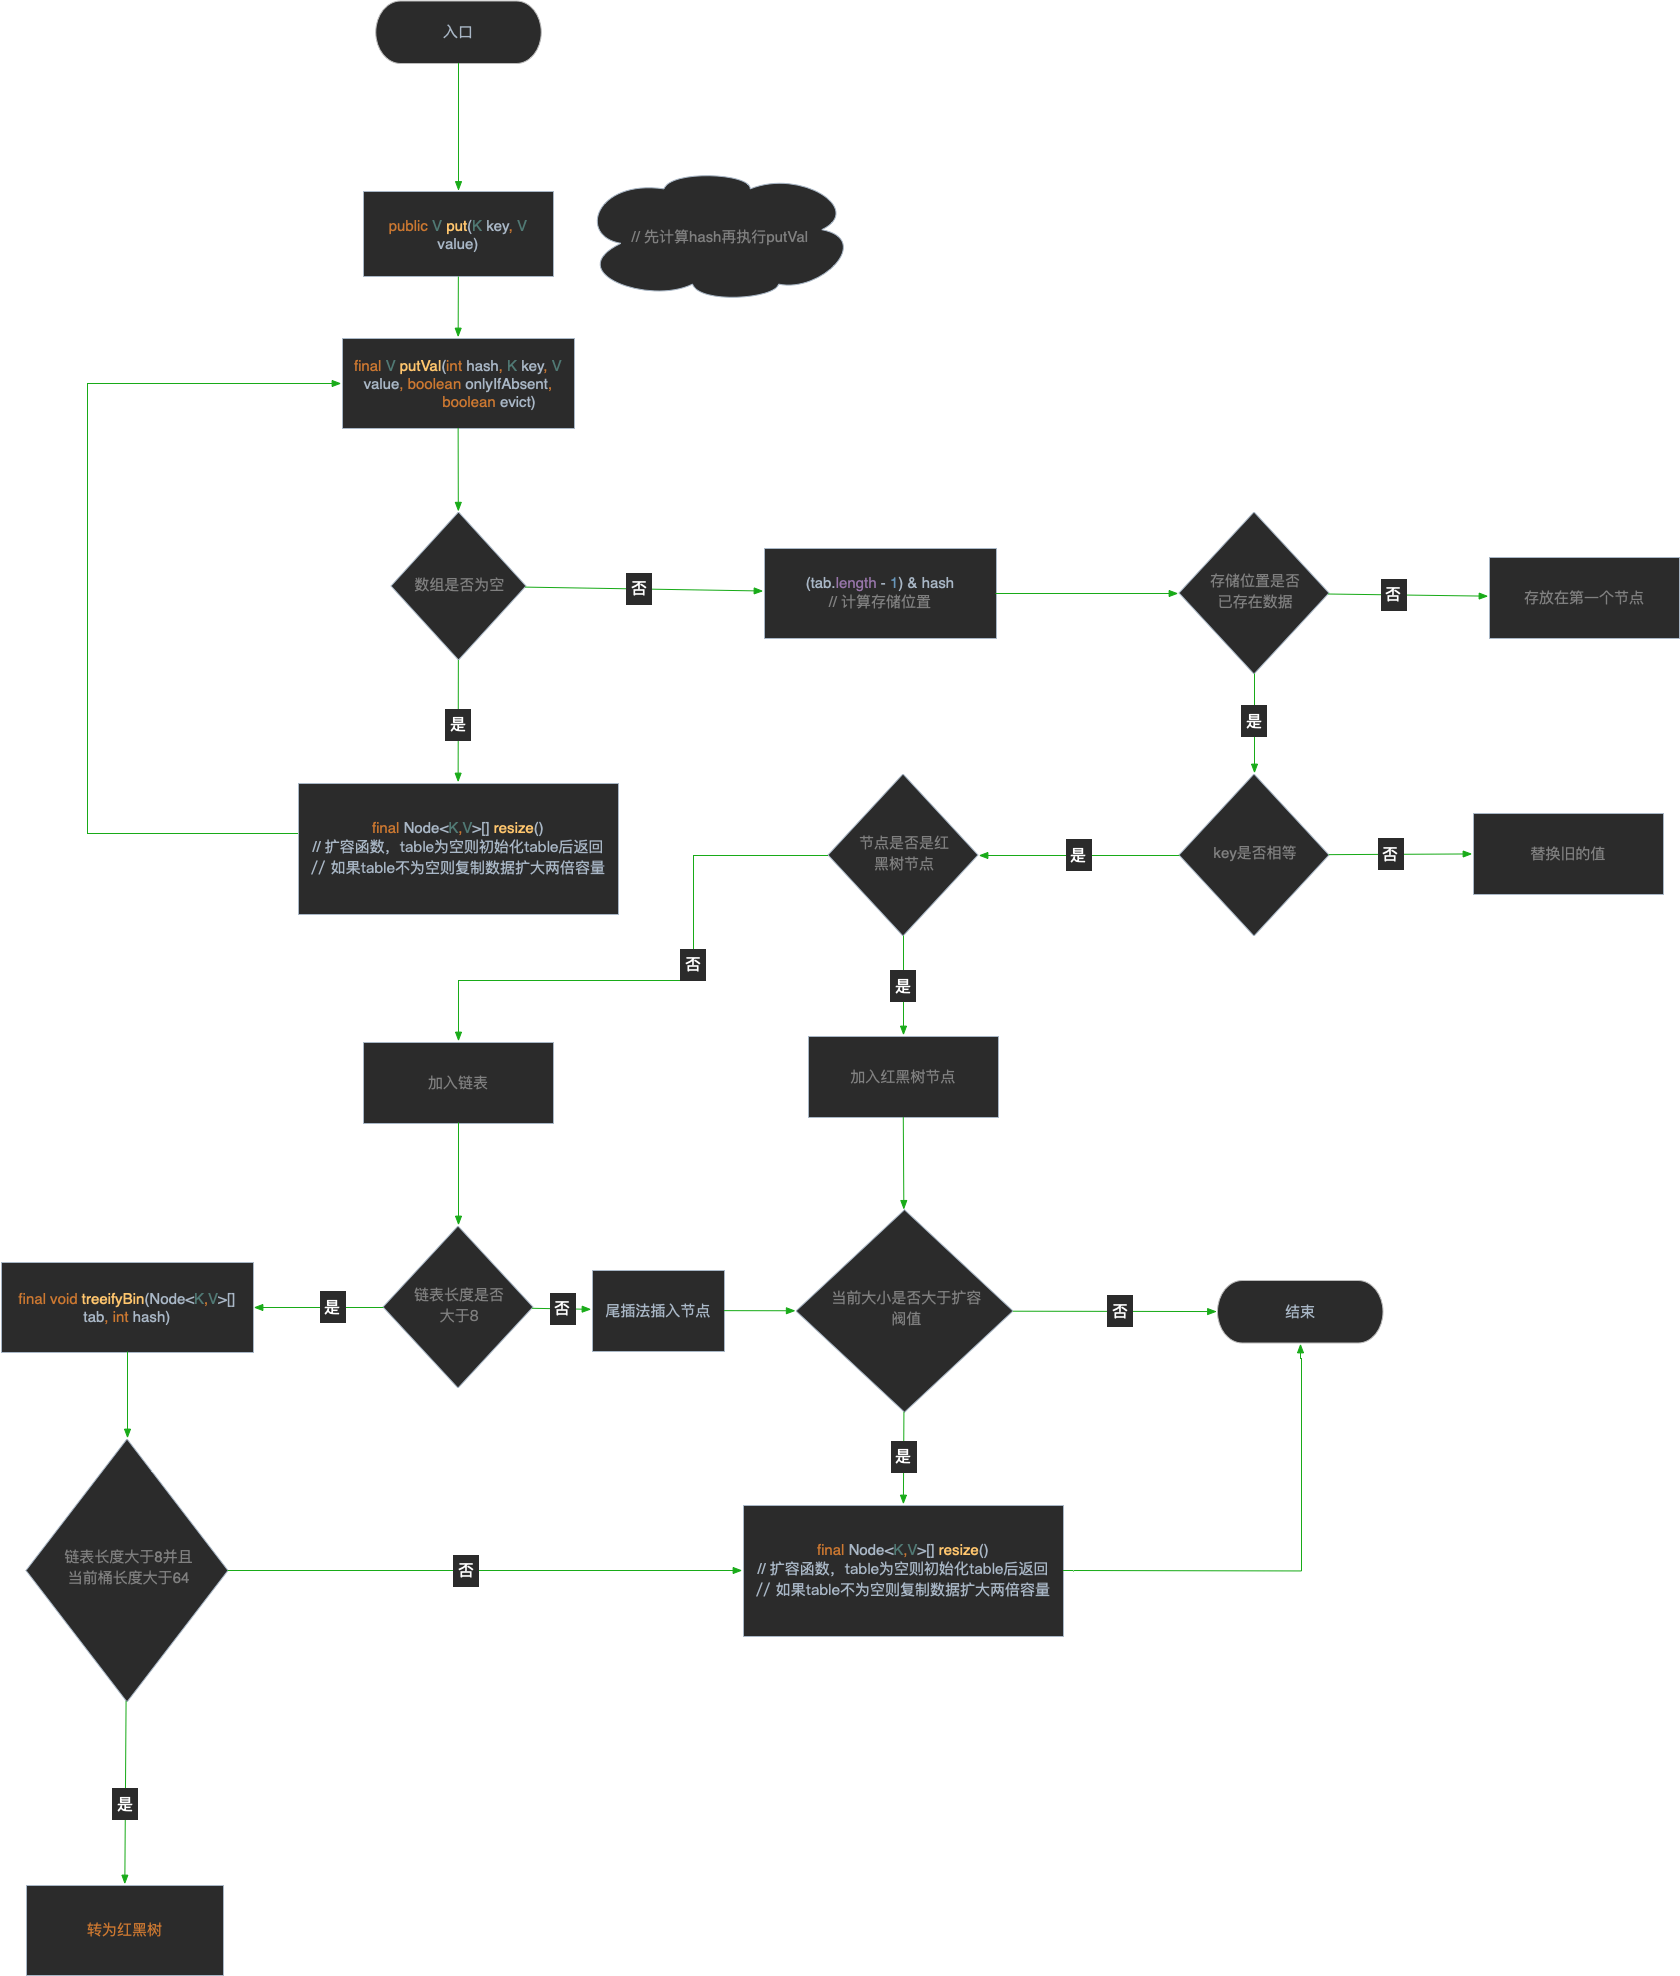 入口
public V put(K key, V
value)
// 先计算hash再执行putVal
final V putVal(int hash, K key, V
value, boolean onlyIfAbsent,
boolean evict)
数组是否为空
否
(tab.length - 1) & hash
// 计算存储位置
存储位置是否
已存在数据
否
存放在第一个节点
是
是
final Node<K,V>[] resize()
// 扩容函数，table为空则初始化table后返回
// 如果table不为空则复制数据扩大两倍容量
节点是否是红
黑树节点
是
key是否相等
否
替换旧的值
否
是
加入链表
加入红黑树节点
final void treeifyBin(Node<K,V>[]
tab, int hash)
是
链表长度是否
大于8
否
尾插法插入节点
当前大小是否大于扩容
阀值
否
结束
是
链表长度大于8并且
当前桶长度大于64
否
final Node<K,V>[] resize()
// 扩容函数，table为空则初始化table后返回
// 如果table不为空则复制数据扩大两倍容量
是
转为红黑树